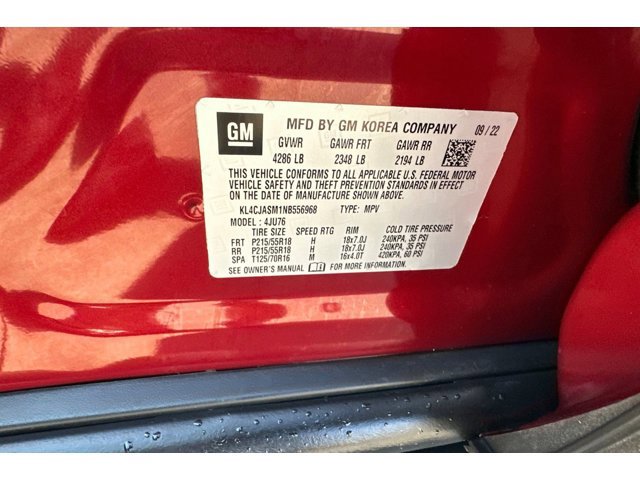 GM MFD BY GM KOREA COMPANY 09/22
GVWR GAWR FRT GAWR RR
4286 LB 2348 LB 2194 LB
THIS VEHICLE CONFORMS TO ALL APPLICABLE U.S. FEDERAL MOTOR
VEHICLE SAFETY AND THEFT PREVENTION STANDARDS IN EFFECT
ON THE DATE OF MANUFACTURE SHOWN ABOVE.
KL4CJASM1NB556968 TYPE: MPV
MODEL: 4JU76
TIRE SIZE SPEED RTG RIM COLD TIRE PRESSURE
FRT P215/55R18 H 18x7.0J 240KPA, 35 PSI
RR P215/55R18 H 18x7.0J 240KPA, 35 PSI
SPA T125/70R16 M 16x4.0T 420KPA, 60 PSI
SEE OWNER'S MANUAL FOR MORE INFORMATION.